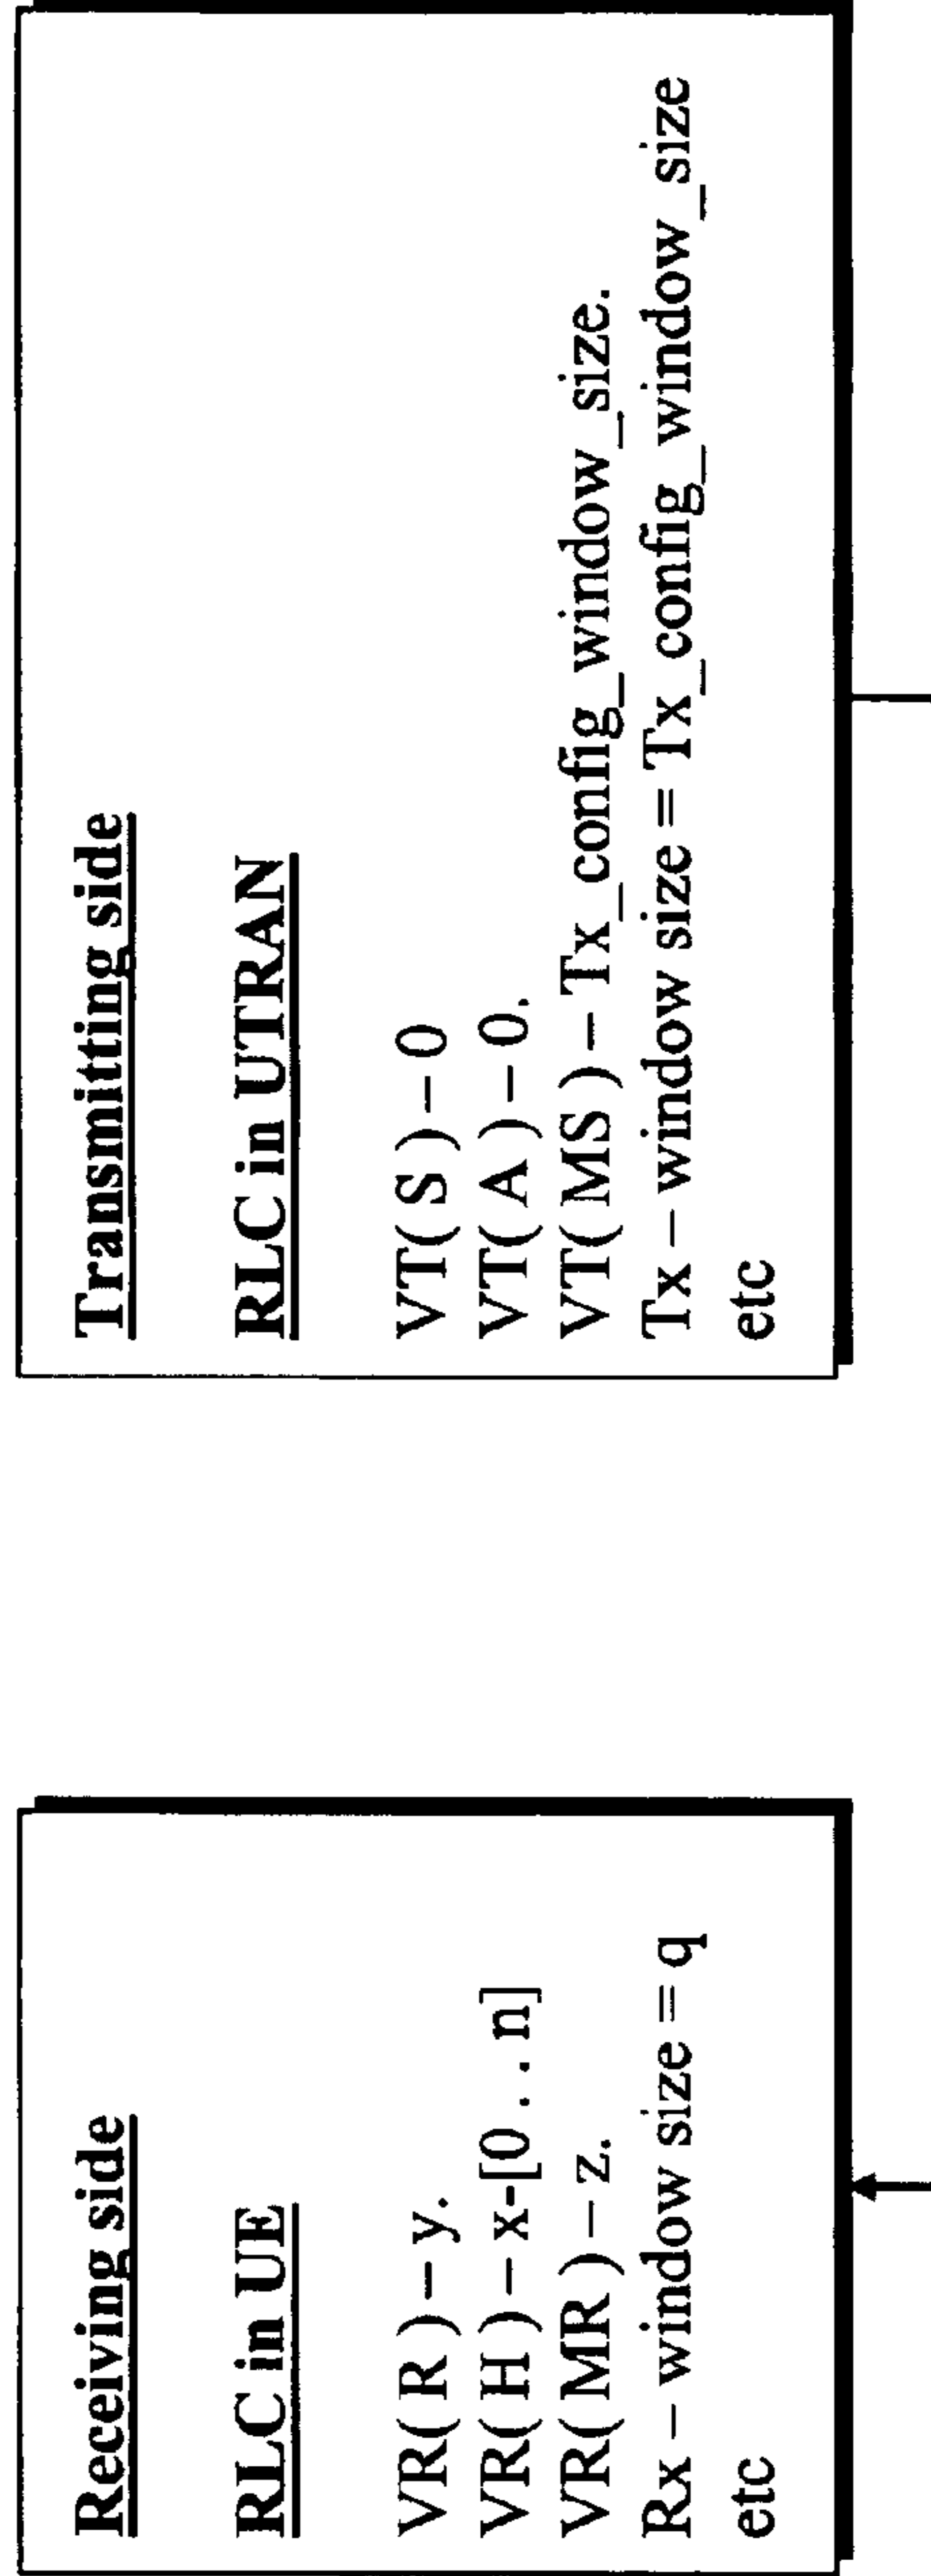 Receiving side
RLC in UE
VR( R ) – y.
VR( H ) – x-[0 . . n]
VR( MR ) – z.
Rx – window size = q
etc
Transmitting side
RLC in UTRAN
VT( S ) – 0
VT( A ) – 0.
VT( MS ) – Tx_config_window_size.
Tx – window size = Tx_config_window_size
etc